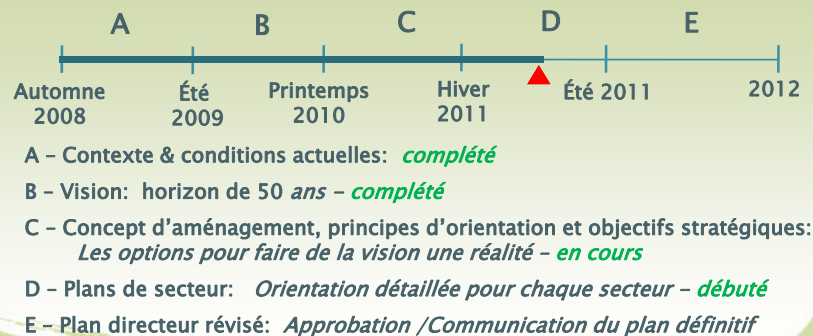 A B C D E
Automne 2008 Été 2009 Printemps 2010 Hiver 2011 Été 2011 2012
A – Contexte & conditions actuelles: complété
B – Vision: horizon de 50 ans – complété
C – Concept d’aménagement, principes d’orientation et objectifs stratégiques:
Les options pour faire de la vision une réalité – en cours
D – Plans de secteur: Orientation détaillée pour chaque secteur – débuté
E – Plan directeur révisé: Approbation /Communication du plan définitif